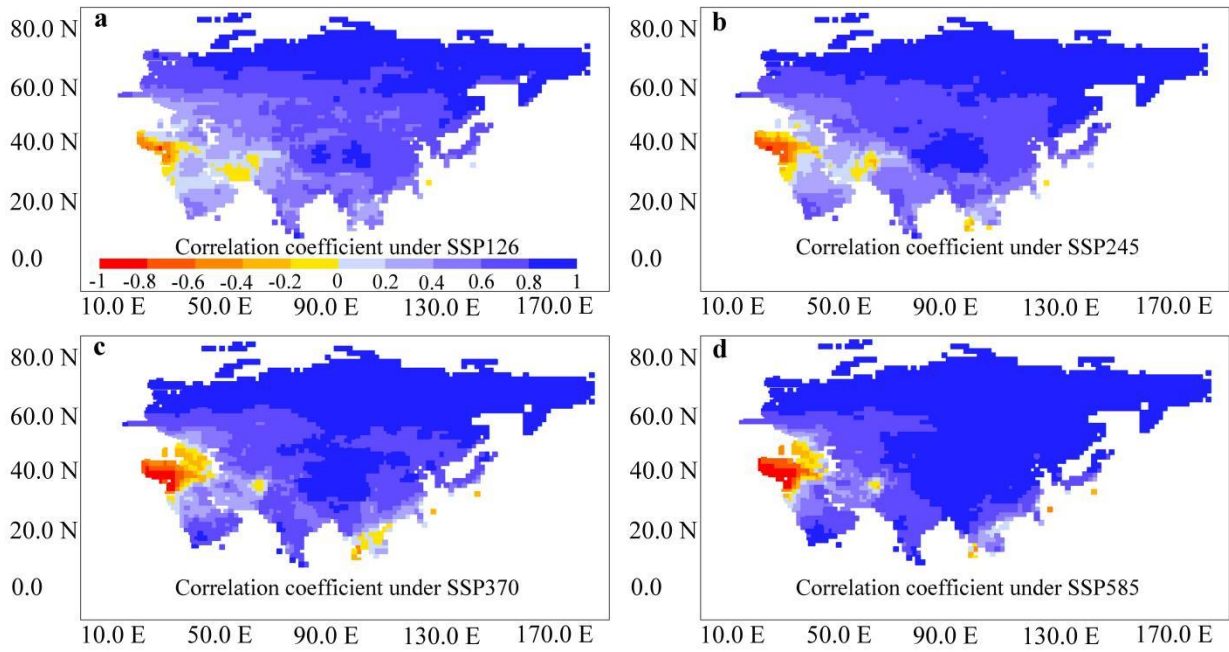 a
80.0 N
60.0 N
40.0 N
20.0 N
0.0
Correlation coefficient under SSP126
-1 -0.8 -0.6 -0.4 -0.2 0 0.2 0.4 0.6 0.8 1
10.0 E 50.0 E 90.0 E 130.0 E 170.0 E
b
80.0 N
60.0 N
40.0 N
20.0 N
0.0
Correlation coefficient under SSP245
10.0 E 50.0 E 90.0 E 130.0 E 170.0 E
c
80.0 N
60.0 N
40.0 N
20.0 N
0.0
Correlation coefficient under SSP370
10.0 E 50.0 E 90.0 E 130.0 E 170.0 E
d
80.0 N
60.0 N
40.0 N
20.0 N
0.0
Correlation coefficient under SSP585
10.0 E 50.0 E 90.0 E 130.0 E 170.0 E